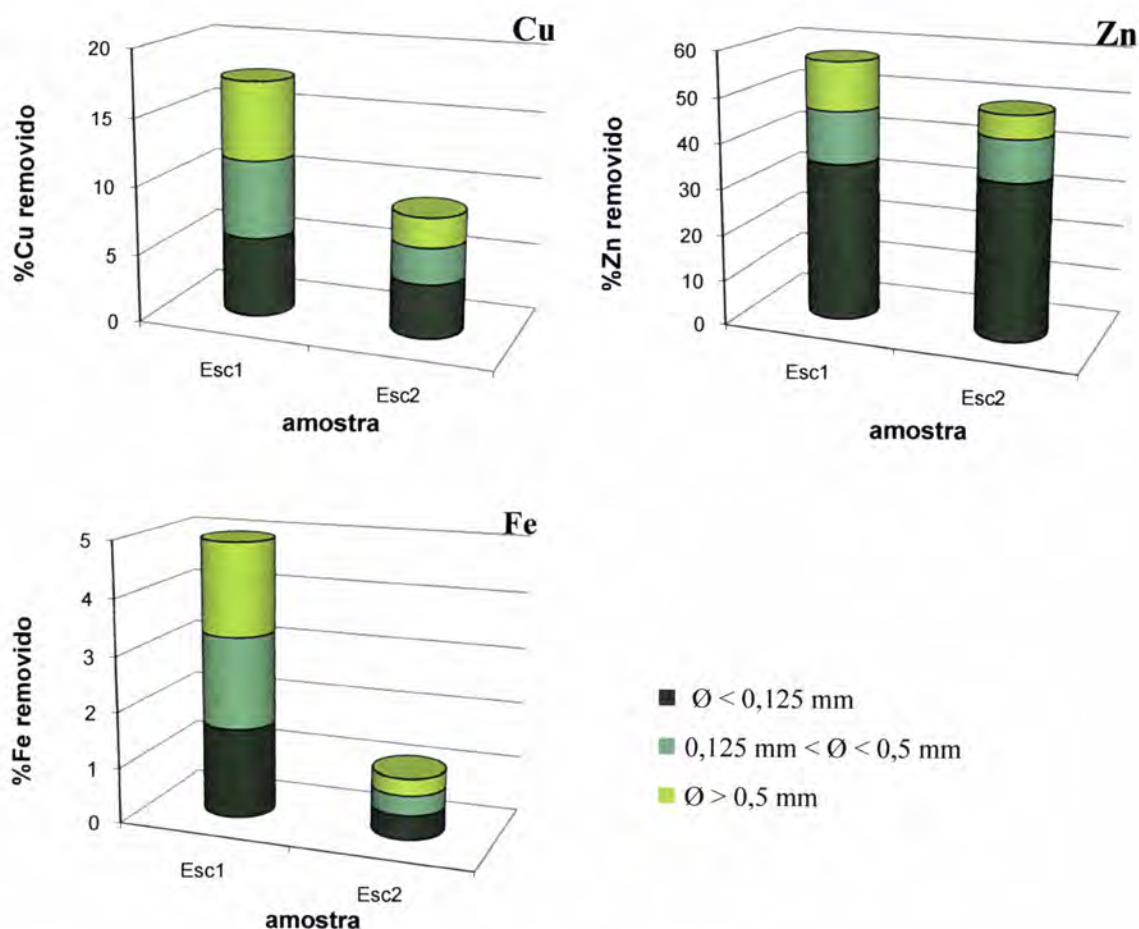 Cu
20
15
10
5
0
%Cu removido
Esc1
Esc2
amostra
Zn
60
50
40
30
20
10
0
%Zn removido
Esc1
Esc2
amostra
Fe
5
4
3
2
1
0
%Fe removido
Esc1
Esc2
amostra
Ø < 0,125 mm
0,125 mm < Ø < 0,5 mm
Ø > 0,5 mm